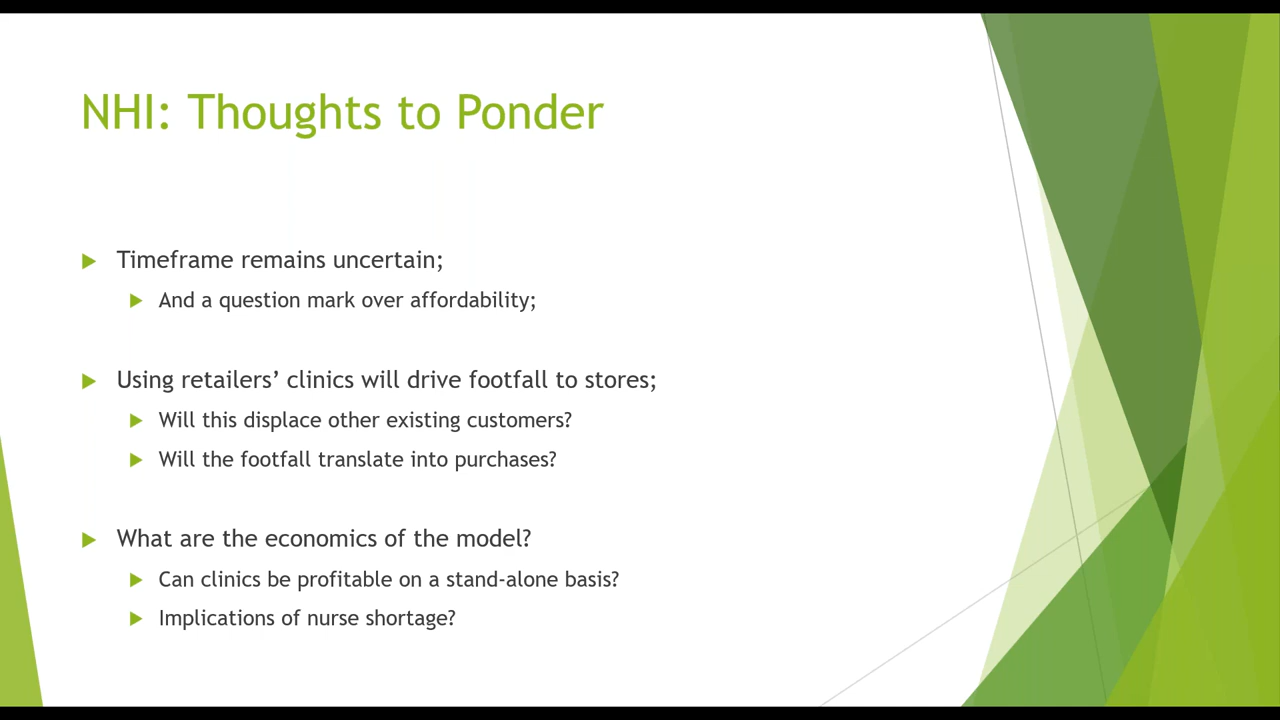 NHI: Thoughts to Ponder
Timeframe remains uncertain;
And a question mark over affordability;
Using retailers’ clinics will drive footfall to stores;
Will this displace other existing customers?
Will the footfall translate into purchases?
What are the economics of the model?
Can clinics be profitable on a stand-alone basis?
Implications of nurse shortage?